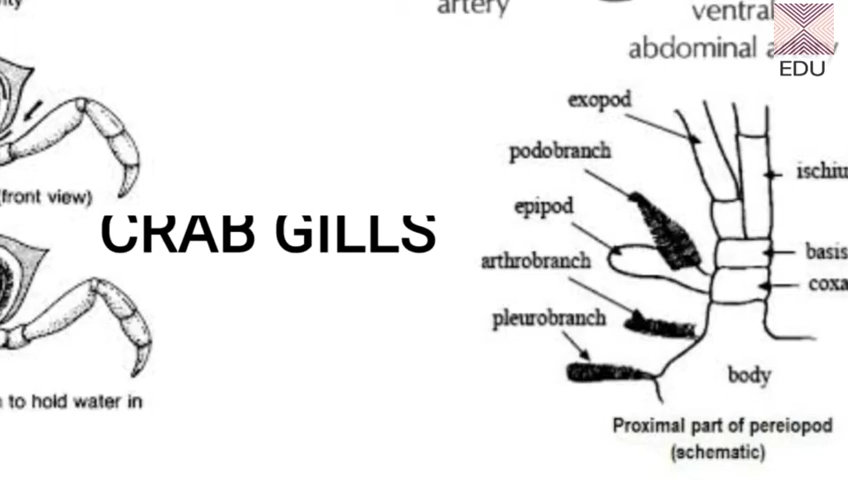 artery
ventral
abdominal
EDU
exopod
podobranch
ischiu
(front view)
epipod
CRAB GILLS
basis
arthrobranch
coxa
pleurobranch
body
to hold water in
Proximal part of pereiopod
(schematic)